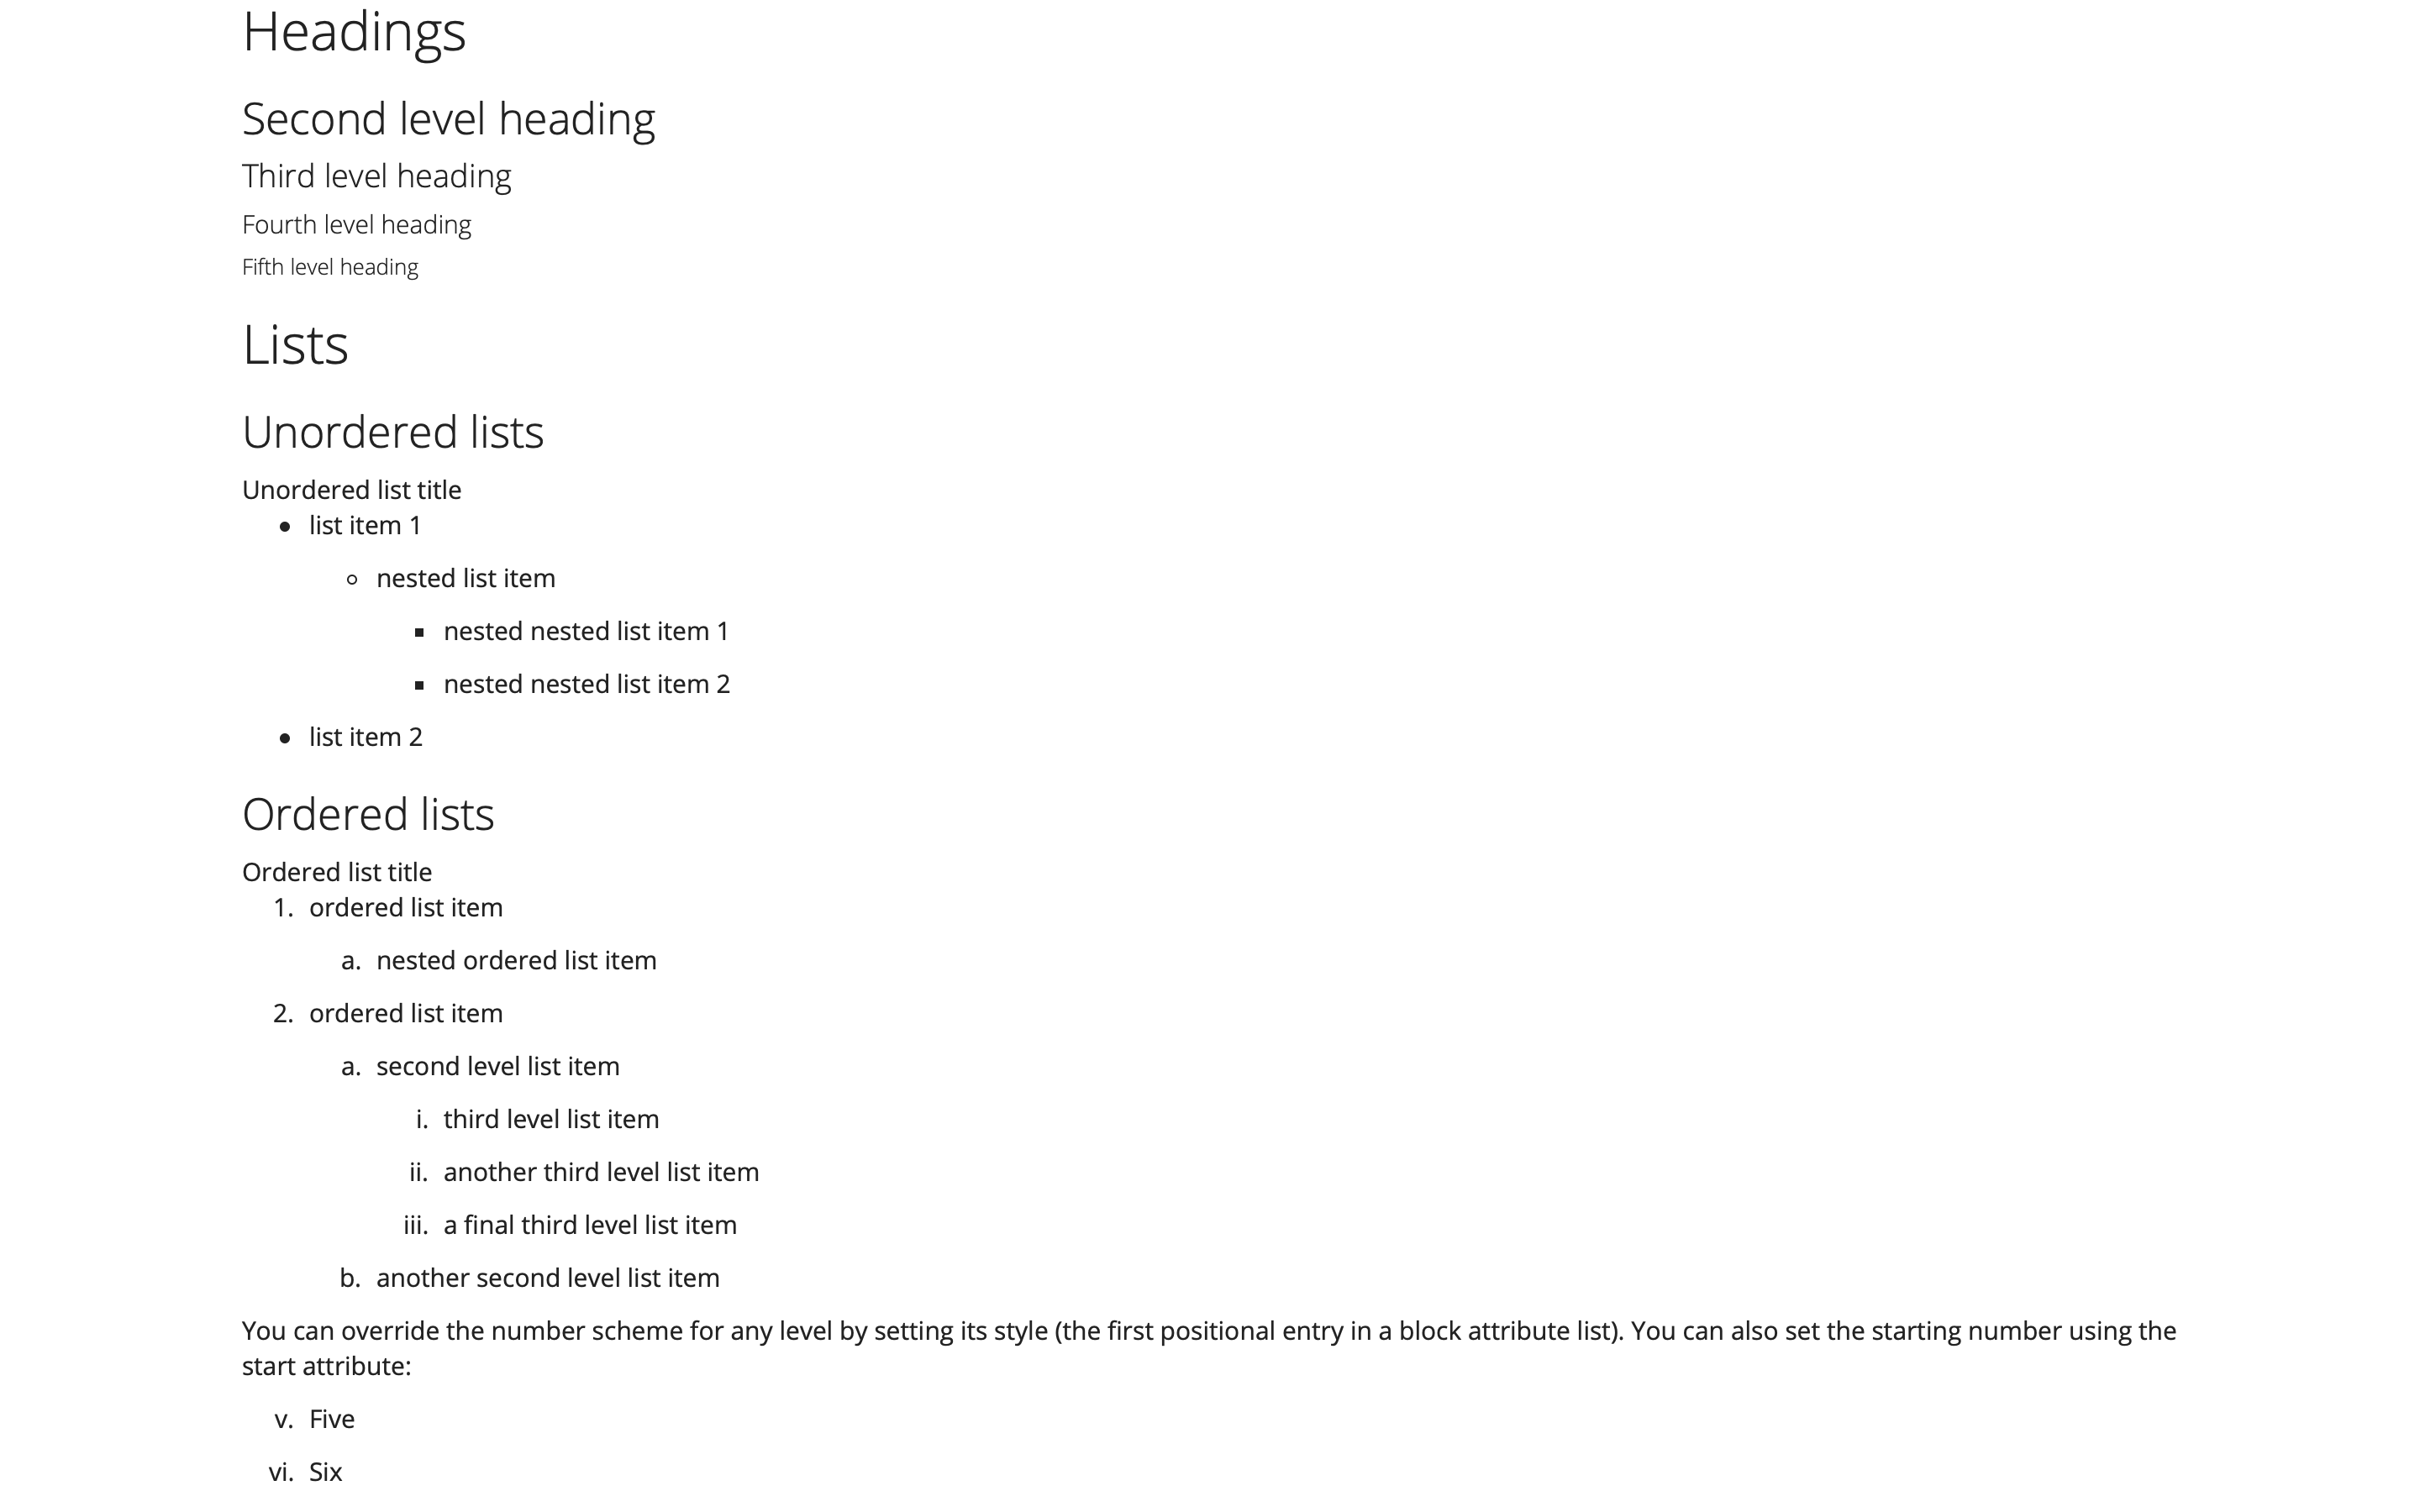 Headings
Second level heading
Third level heading
Fourth level heading
Fifth level heading
Lists
Unordered lists
Unordered list title
• list item 1
◦ nested list item
▪ nested nested list item 1
▪ nested nested list item 2
• list item 2
Ordered lists
Ordered list title
1. ordered list item
a. nested ordered list item
2. ordered list item
a. second level list item
i. third level list item
ii. another third level list item
iii. a final third level list item
b. another second level list item
You can override the number scheme for any level by setting its style (the first positional entry in a block attribute list). You can also set the starting number using the
start attribute:
v. Five
vi. Six